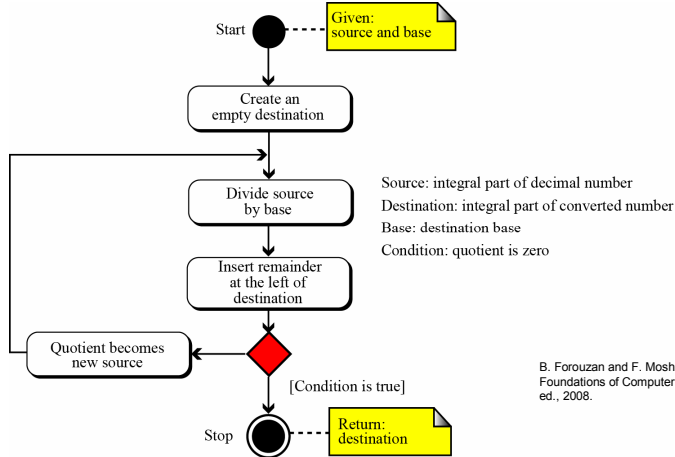 Start
Given:
source and base
Create an
empty destination
Divide source
by base
Source: integral part of decimal number
Destination: integral part of converted number
Base: destination base
Condition: quotient is zero
Insert remainder
at the left of
destination
Quotient becomes
new source
[Condition is true]
B. Forouzan and F. Mosh
Foundations of Computer
ed., 2008.
Stop
Return:
destination